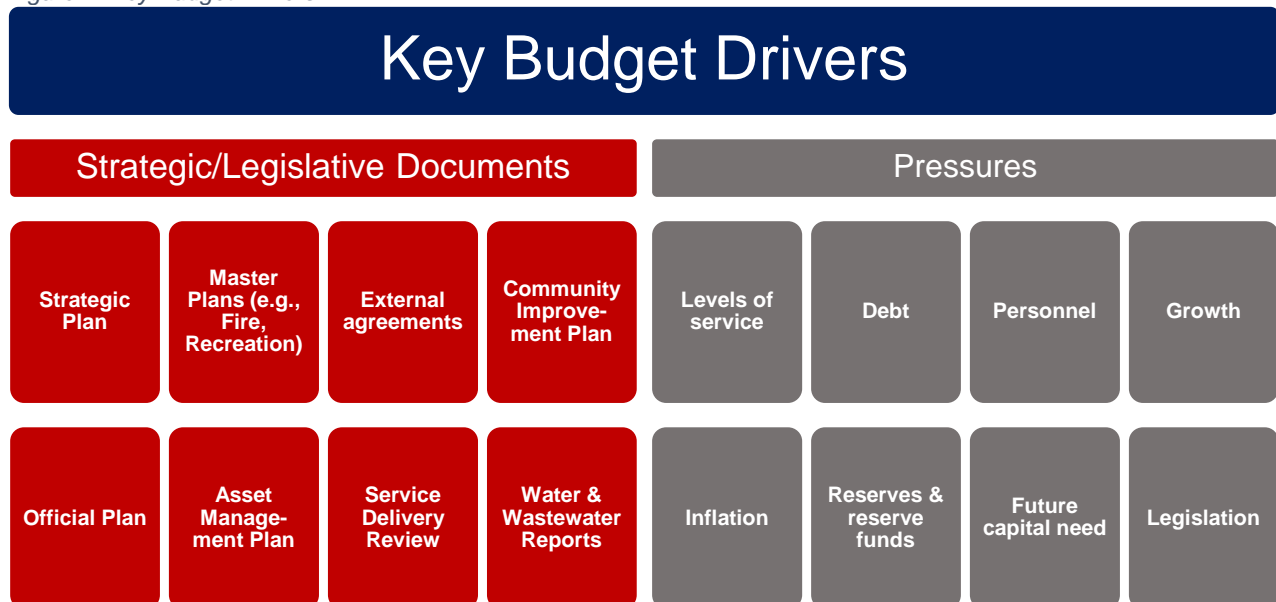 Key Budget Drivers
Strategic/Legislative Documents
Pressures
Strategic
Plan
Master
Plans (e.g.,
Fire,
Recreation)
External
agreements
Community
Improve-
ment Plan
Levels of
service
Debt
Personnel
Growth
Official Plan
Asset
Manage-
ment Plan
Service
Delivery
Review
Water &
Wastewater
Reports
Inflation
Reserves &
reserve
funds
Future
capital need
Legislation